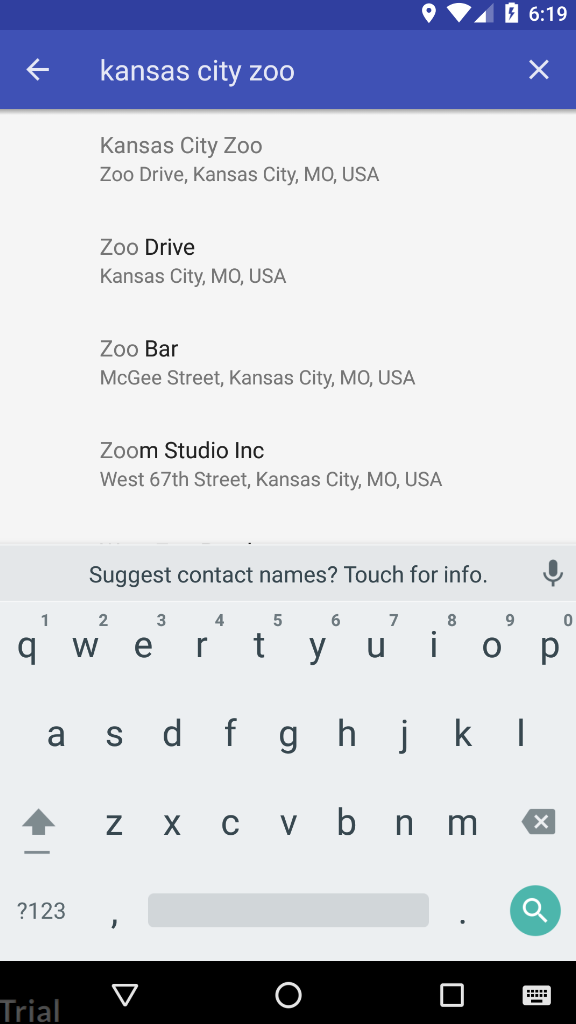 6:19
kansas city zoo
Kansas City Zoo
Zoo Drive, Kansas City, MO, USA
Zoo Drive
Kansas City, MO, USA
Zoo Bar
McGee Street, Kansas City, MO, USA
Zoom Studio Inc
West 67th Street, Kansas City, MO, USA
Suggest contact names? Touch for info.
1 2 3 4 5 6 7 8 9 0
q w e r t y u i o p
a s d f g h j k l
z x c v b n m
?123 , .
Trial